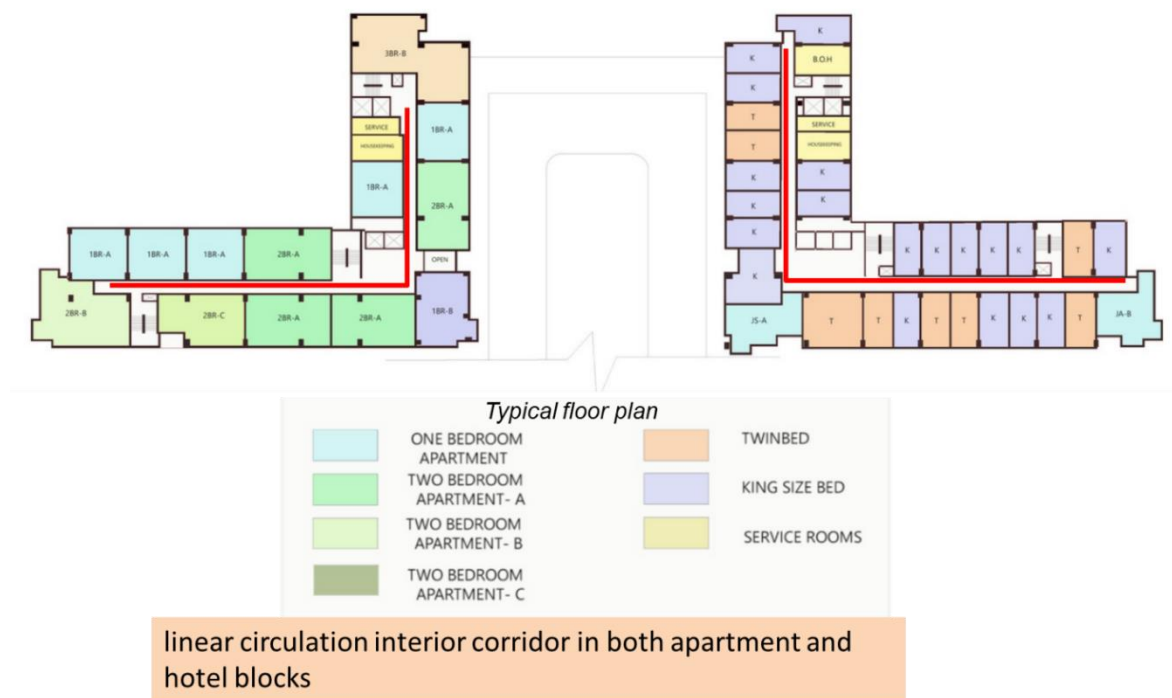 3BR-B
SERVICE
HOUSEKEEPING
1BR-A
1BR-A
2BR-A
OPEN
1BR-A
1BR-A
1BR-A
2BR-A
2BR-B
2BR-C
2BR-A
2BR-A
1BR-B
K
K
B.O.H
K
T
SERVICE
T
HOUSEKEEPING
K
K
K
K
K
K
K
K
K
K
K
T
K
K
JS-A
T
T
K
T
T
K
K
K
T
JA-B
Typical floor plan
ONE BEDROOM
APARTMENT
TWO BEDROOM
APARTMENT- A
TWO BEDROOM
APARTMENT- B
TWO BEDROOM
APARTMENT- C
TWINBED
KING SIZE BED
SERVICE ROOMS
linear circulation interior corridor in both apartment and
hotel blocks